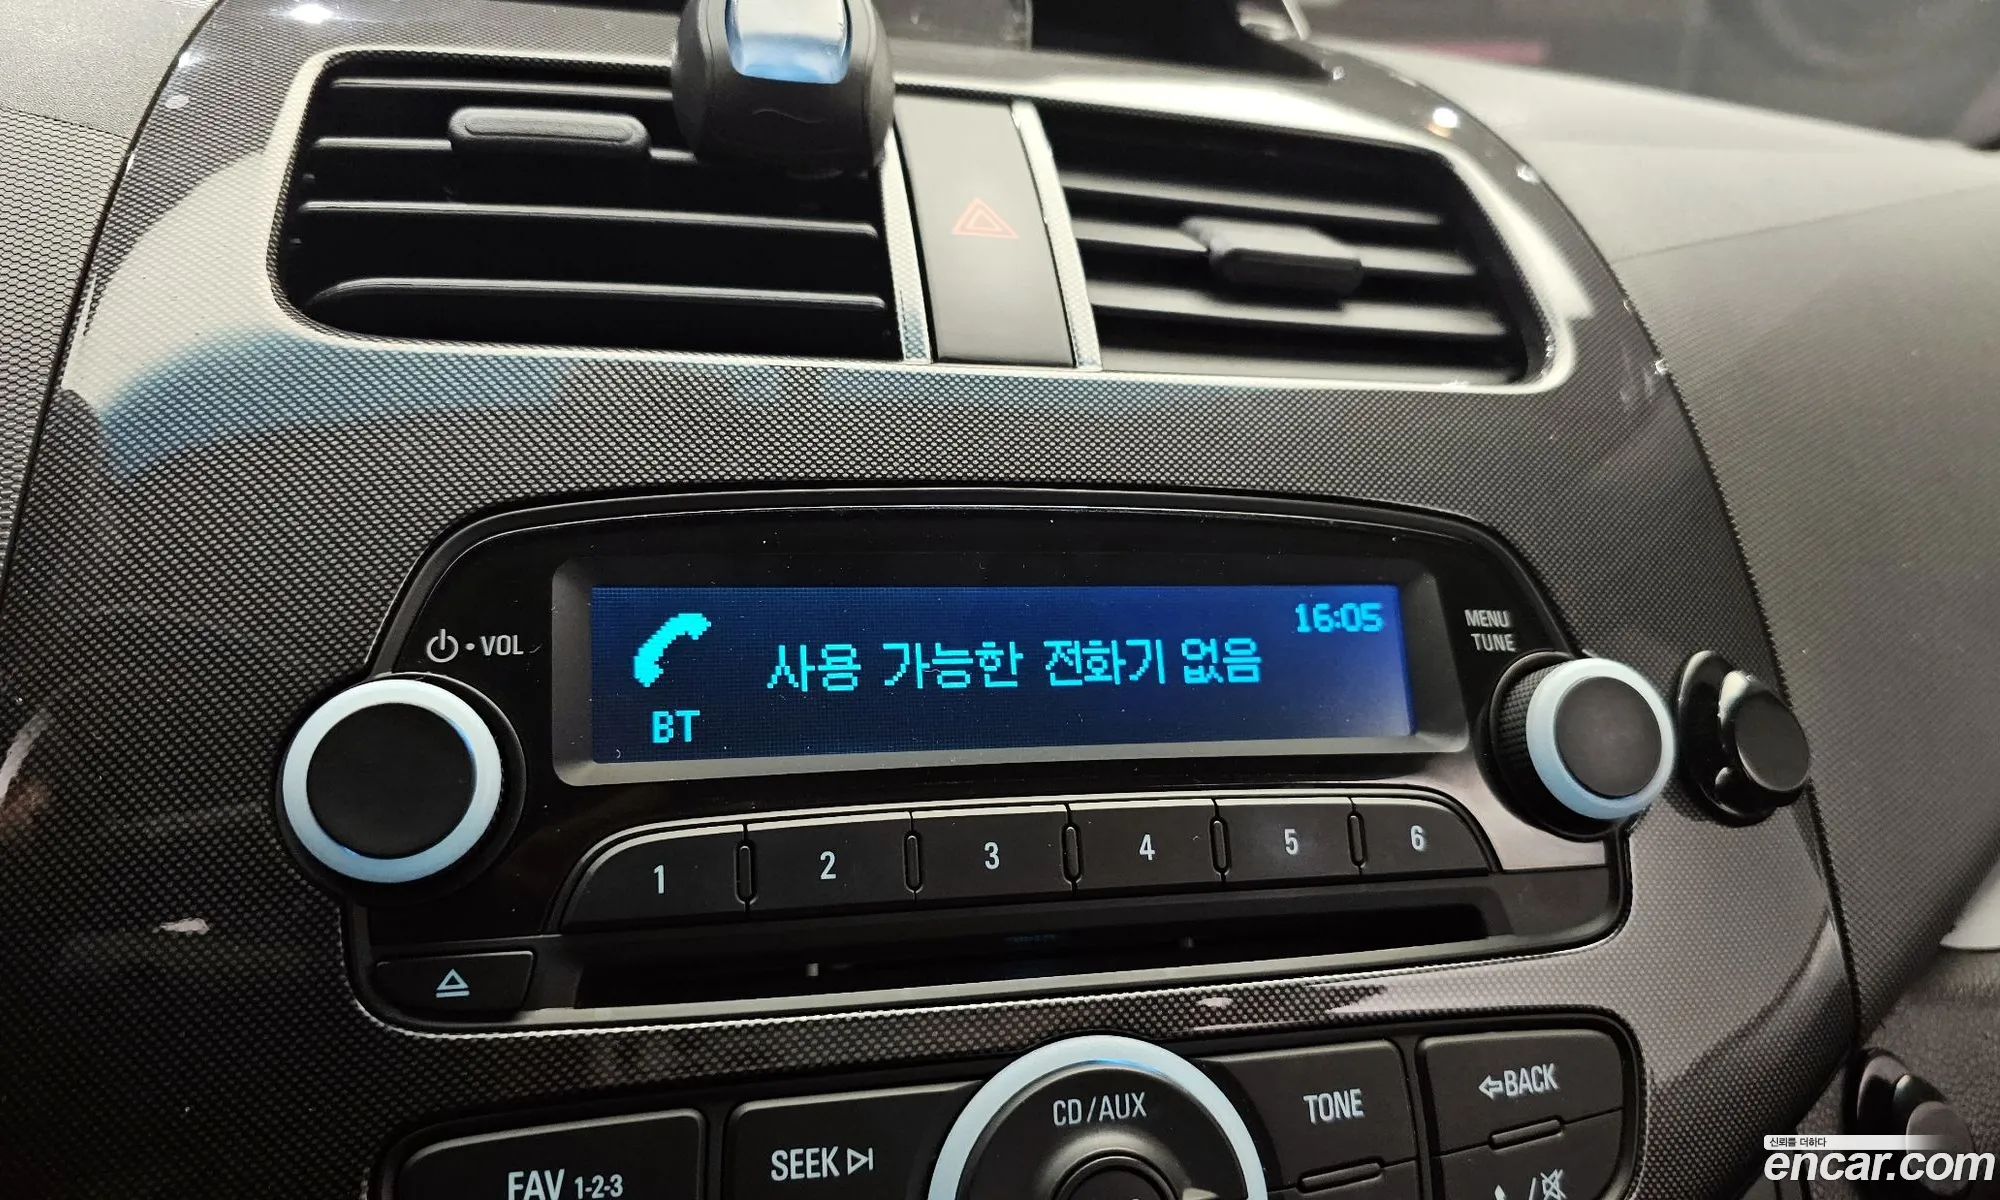 ⏻・VOL
16:05
사용 가능한 전화기 없음
BT
MENU
TUNE
1 2 3 4 5 6
CD/AUX
TONE
BACK
SEEK
FAV 1-2-3
신뢰를 더하다
encar.com